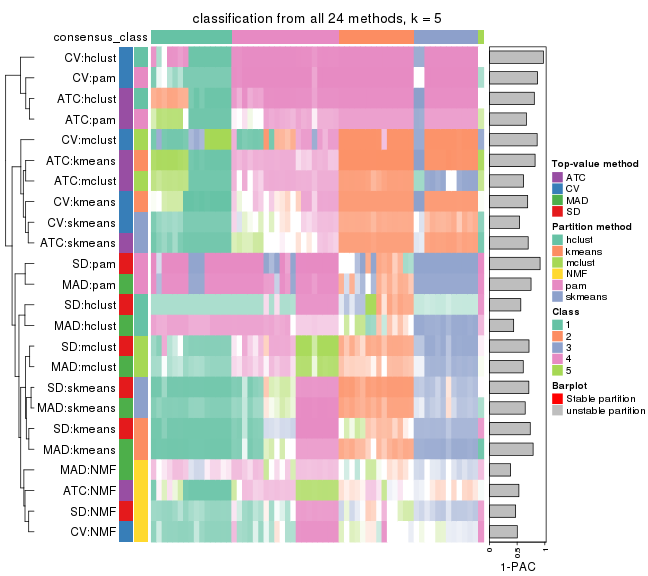 classification from all 24 methods, k = 5
consensus_class
CV:hclust
CV:pam
ATC:hclust
ATC:pam
CV:mclust
ATC:kmeans
ATC:mclust
CV:kmeans
CV:skmeans
ATC:skmeans
SD:pam
MAD:pam
SD:hclust
MAD:hclust
SD:mclust
MAD:mclust
SD:skmeans
MAD:skmeans
SD:kmeans
MAD:kmeans
MAD:NMF
ATC:NMF
SD:NMF
CV:NMF
0
0.5
1
1-PAC
Top-value method
ATC
CV
MAD
SD
Partition method
hclust
kmeans
mclust
NMF
pam
skmeans
Class
1
2
3
4
5
Barplot
Stable partition
unstable partition